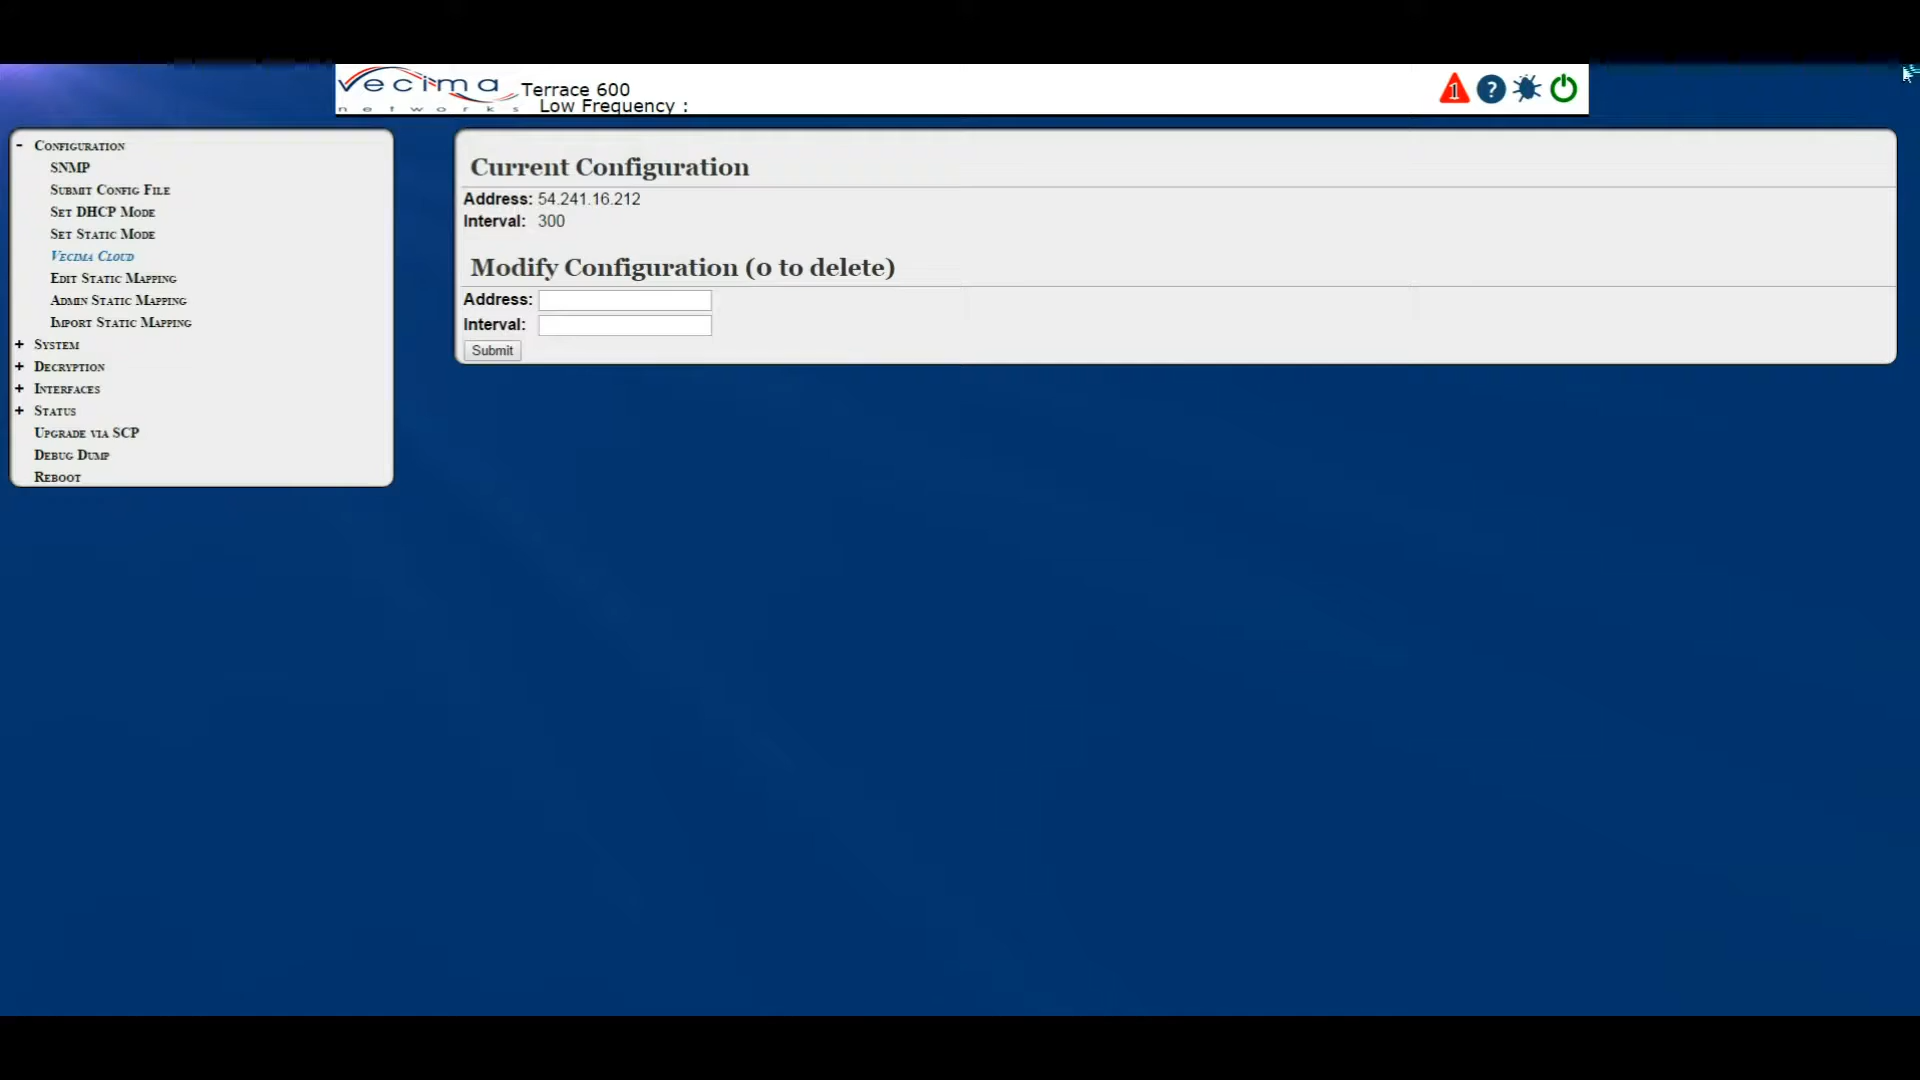 vecima
networks
Terrace 600
Low Frequency :
1
?
- Configuration
SNMP
Submit Config File
Set DHCP Mode
Set Static Mode
Vecima Cloud
Edit Static Mapping
Admin Static Mapping
Import Static Mapping
+ System
+ Decryption
+ Interfaces
+ Status
Upgrade via SCP
Debug Dump
Reboot
Current Configuration
Address: 54.241.16.212
Interval: 300
Modify Configuration (0 to delete)
Address:
Interval:
Submit